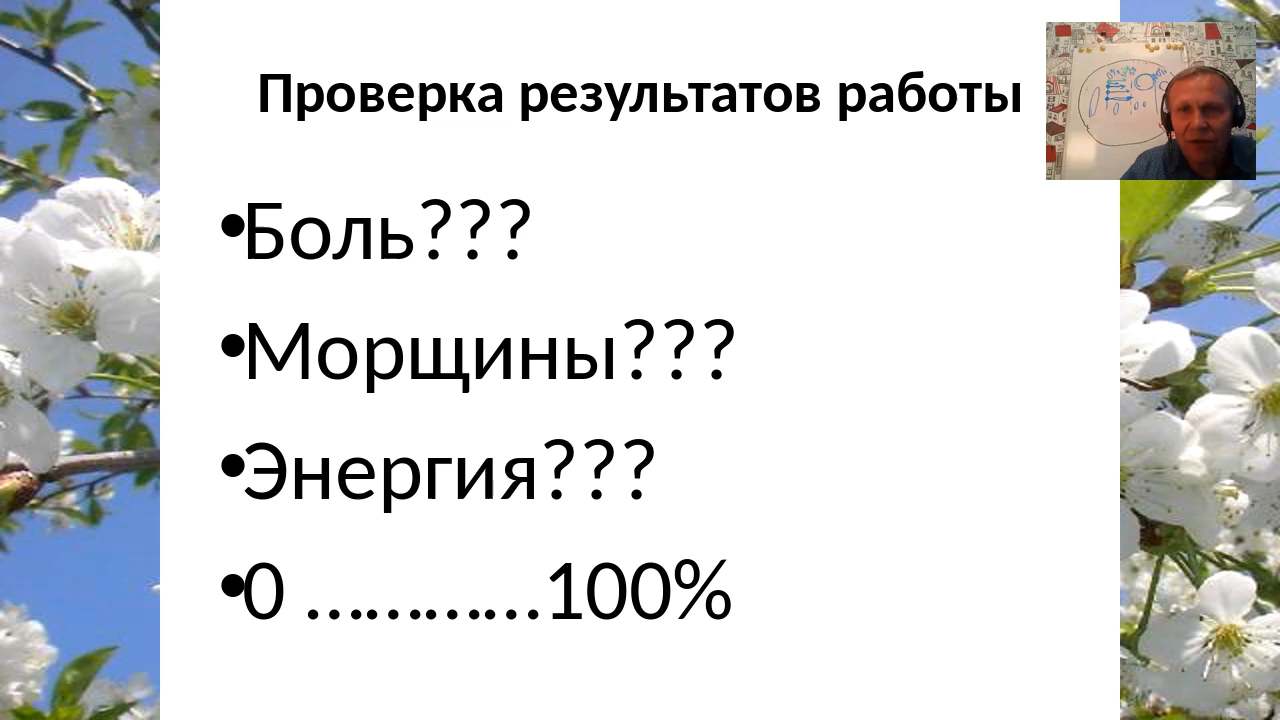 Проверка результатов работы
•Боль???
•Морщины???
•Энергия???
•0 …………100%